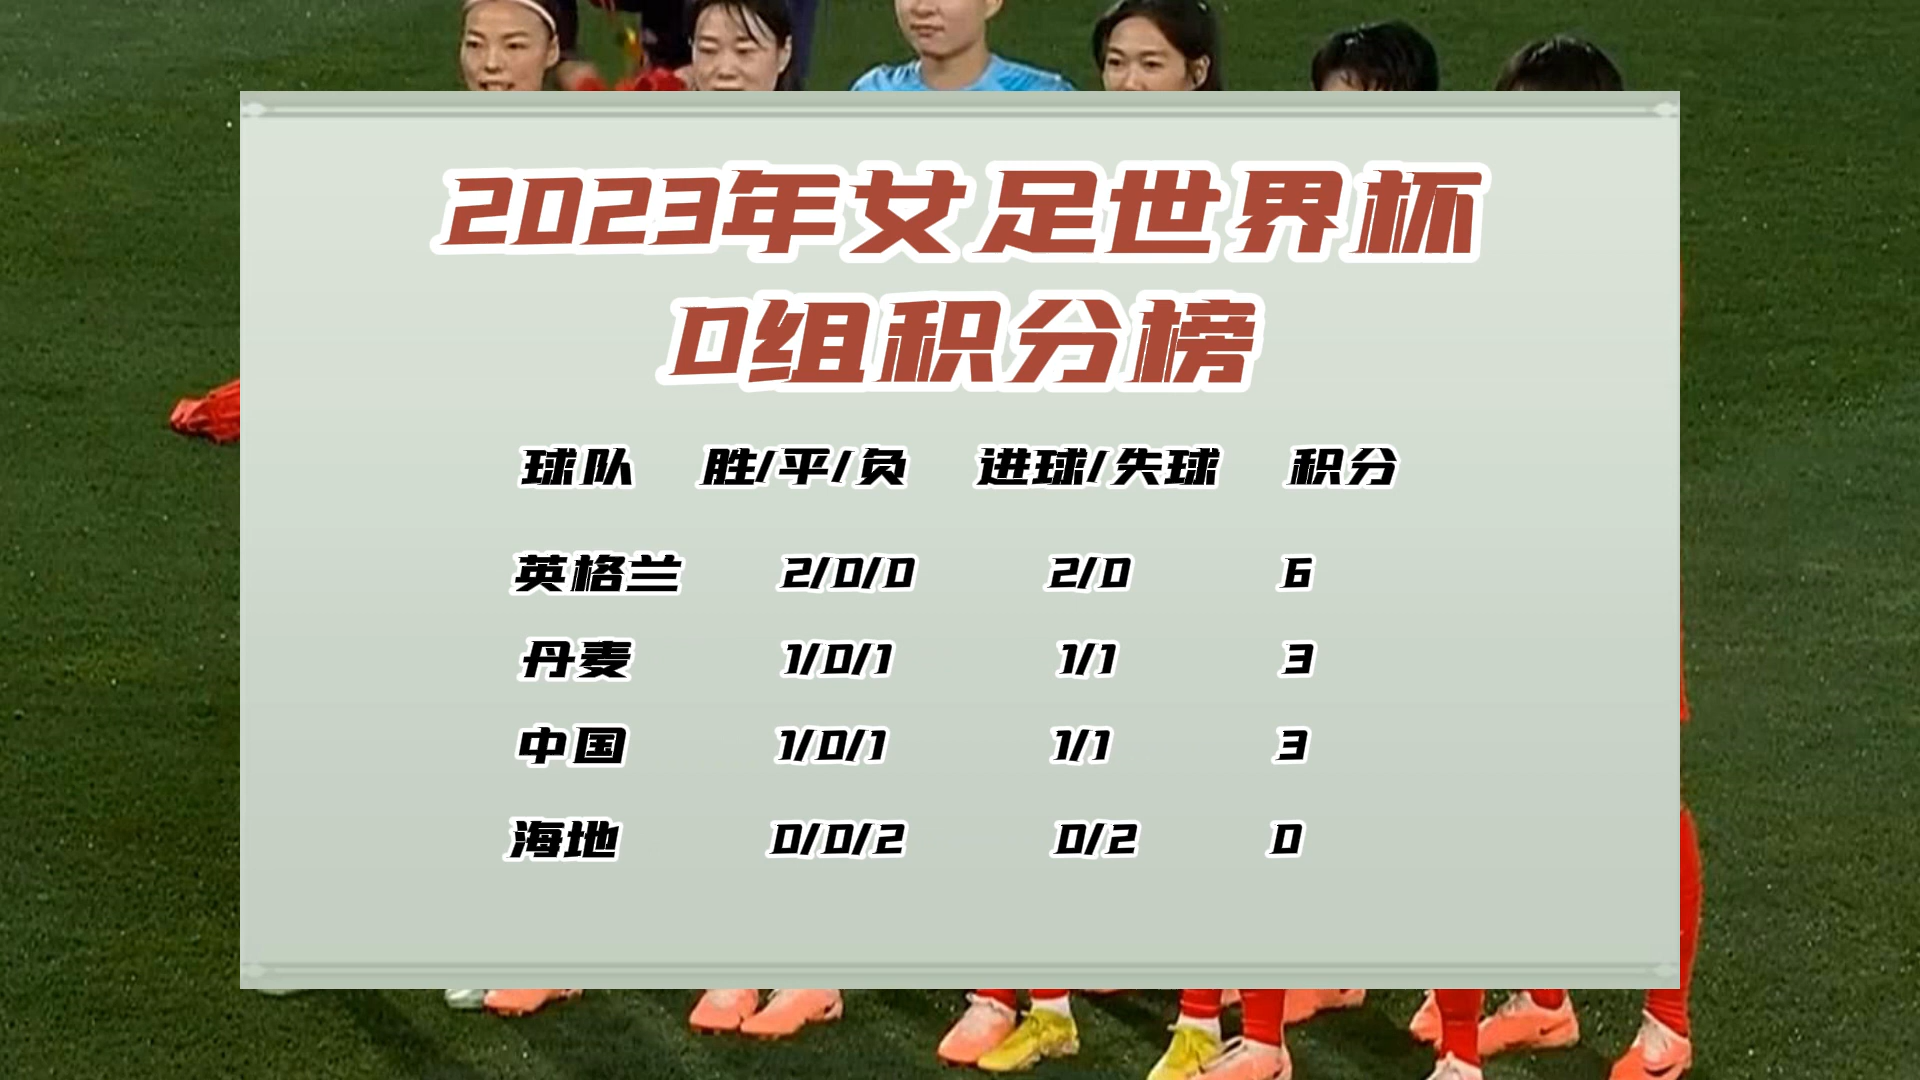 2023年女足世界杯
D组积分榜
球队 胜/平/负 进球/失球 积分
英格兰 2/0/0 2/0 6
丹麦 1/0/1 1/1 3
中国 1/0/1 1/1 3
海地 0/0/2 0/2 0